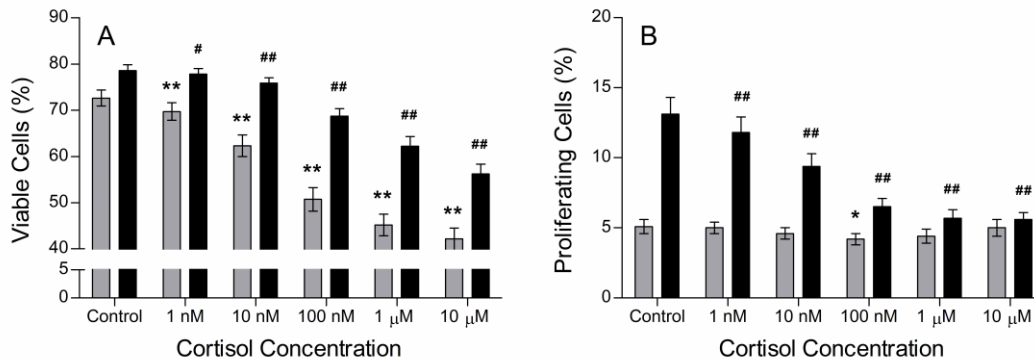 A
Viable Cells (%)
90
80
70
60
50
40
5
0
# ## ## ## ##
** ** ** ** **
Control 1 nM 10 nM 100 nM 1 μM 10 μM
Cortisol Concentration
B
Proliferating Cells (%)
20
15
10
5
0
## ## ## ## ##
*
Control 1 nM 10 nM 100 nM 1 μM 10 μM
Cortisol Concentration